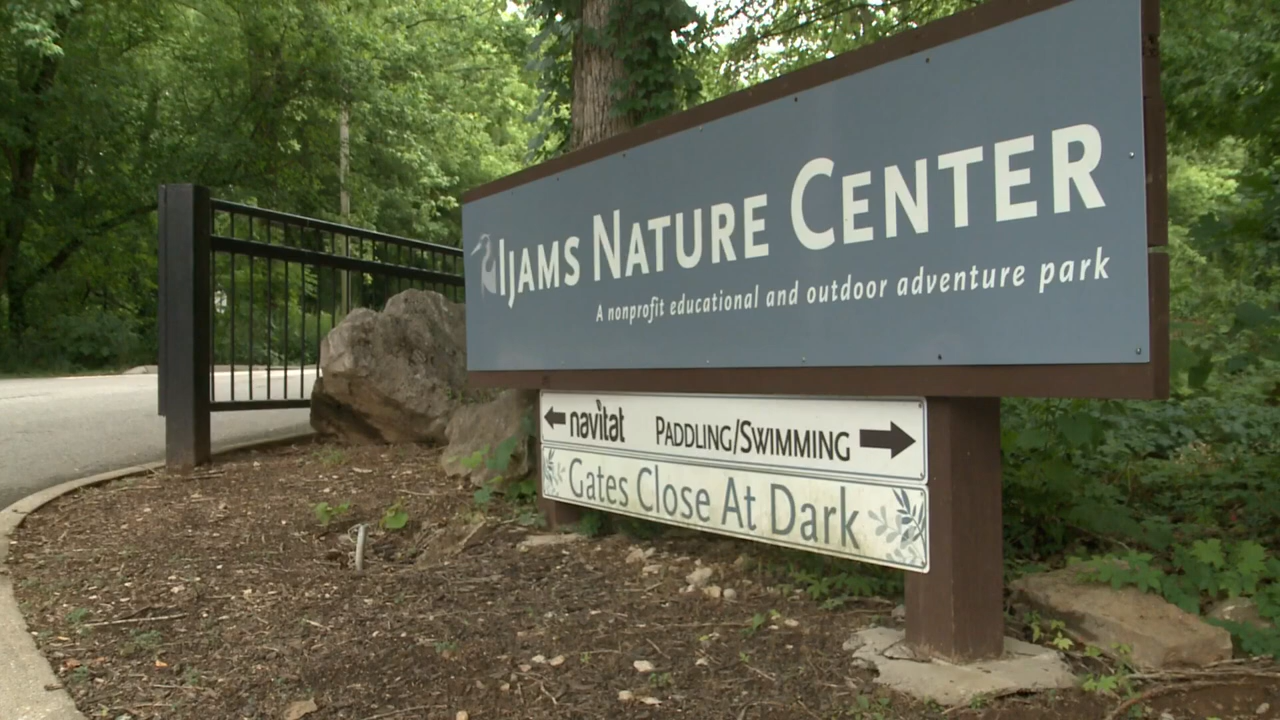 IJAMS NATURE CENTER
A nonprofit educational and outdoor adventure park
navitat PADDLING/SWIMMING
Gates Close At Dark